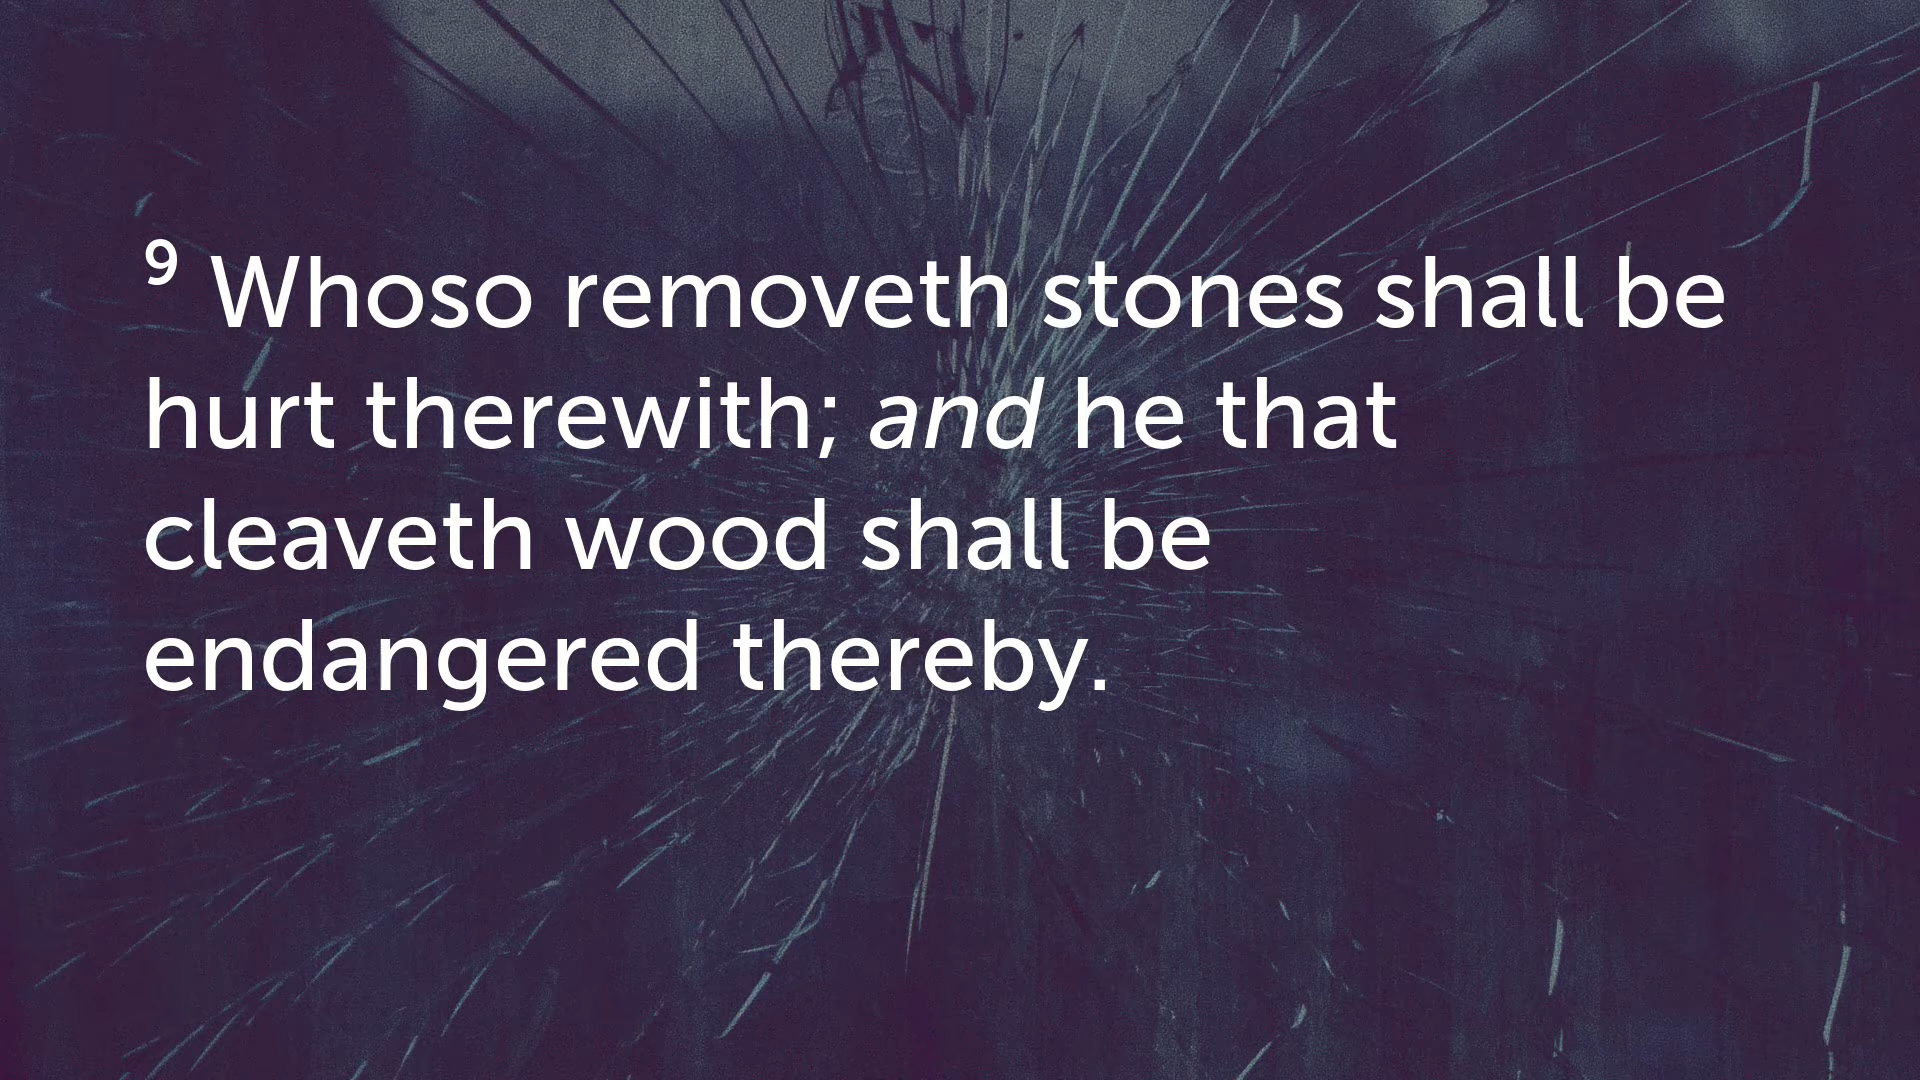 9 Whoso removeth stones shall be
hurt therewith; and he that
cleaveth wood shall be
endangered thereby.